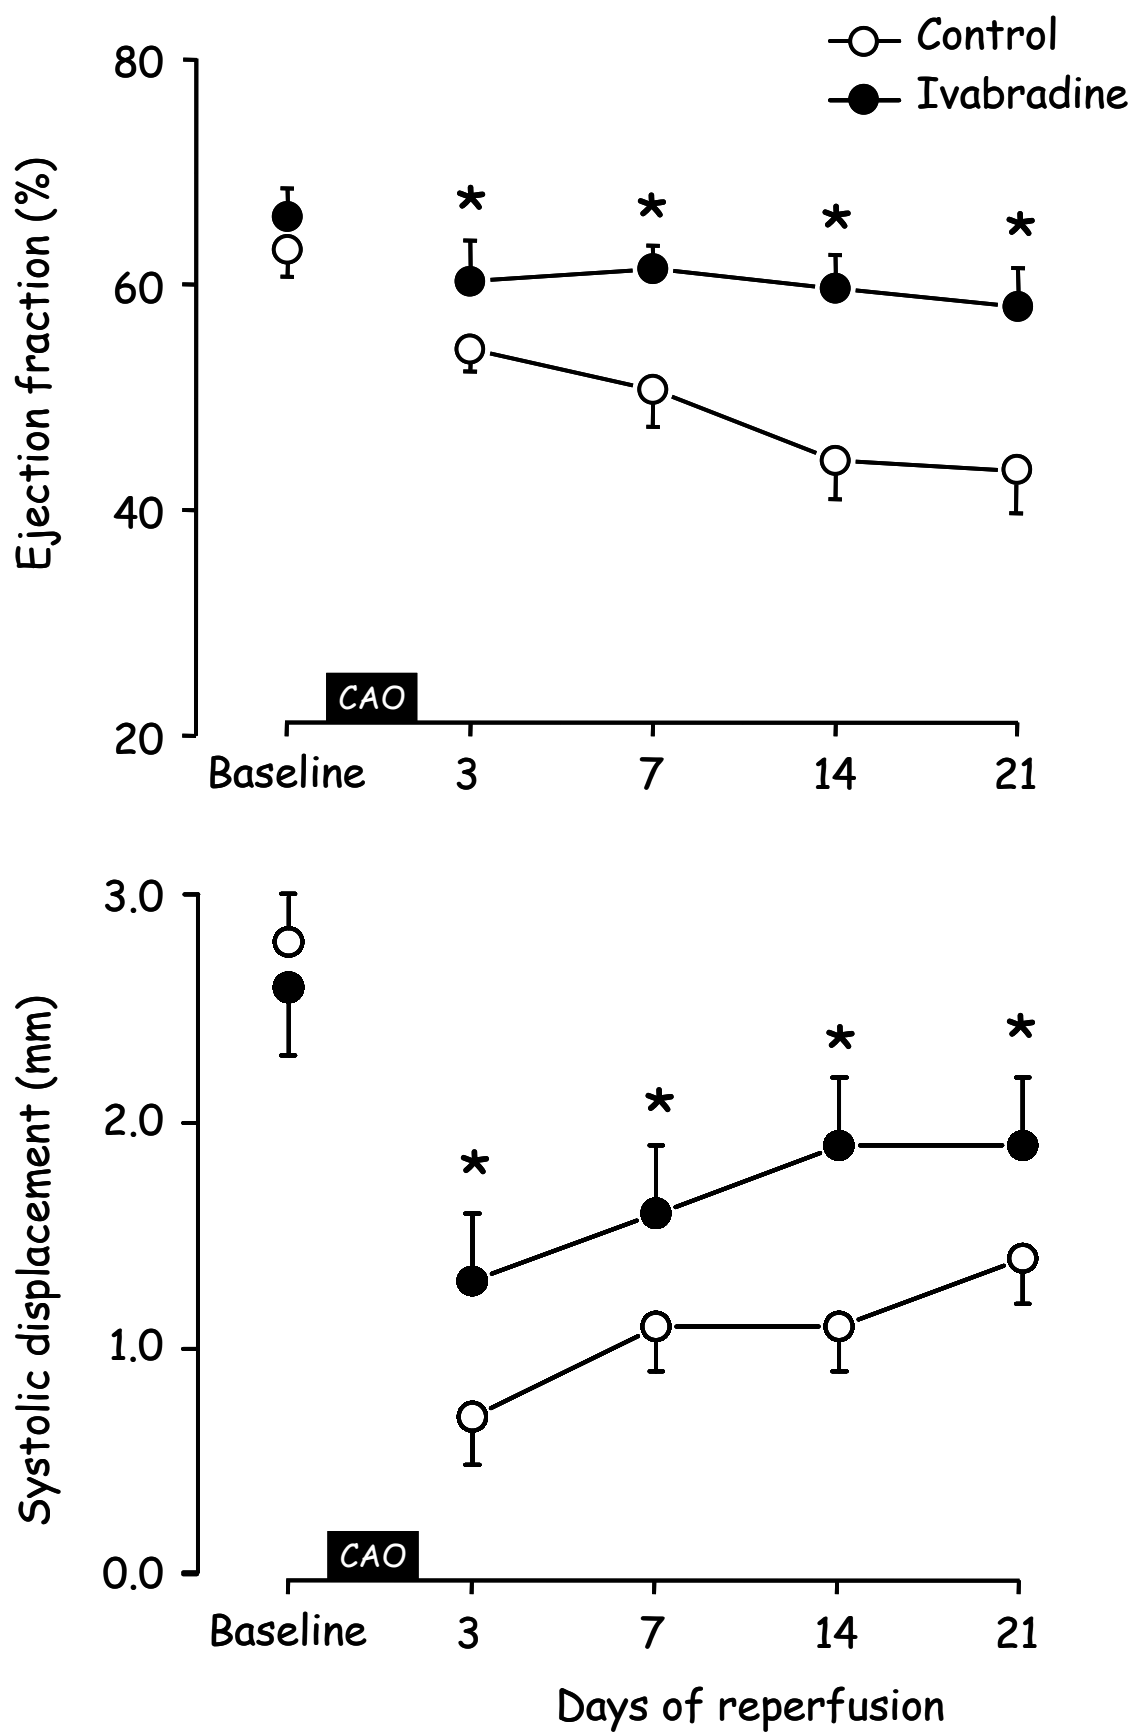 Control
Ivabradine
80
60
40
20
Ejection fraction (%)
* * * *
CAO
Baseline 3 7 14 21
3.0
2.0
1.0
0.0
Systolic displacement (mm)
* * * *
CAO
Baseline 3 7 14 21
Days of reperfusion